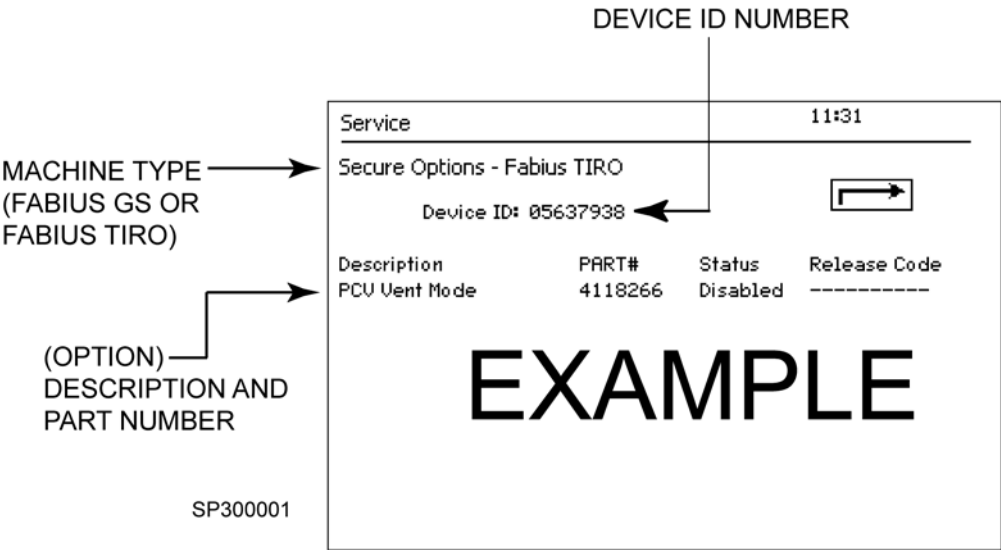 DEVICE ID NUMBER
Service 11:31
MACHINE TYPE
(FABIUS GS OR
FABIUS TIRO)
Secure Options - Fabius TIRO
Device ID: 05637938
Description PART# Status Release Code
PCV Vent Mode 4118266 Disabled ----------
(OPTION)
DESCRIPTION AND
PART NUMBER
EXAMPLE
SP300001